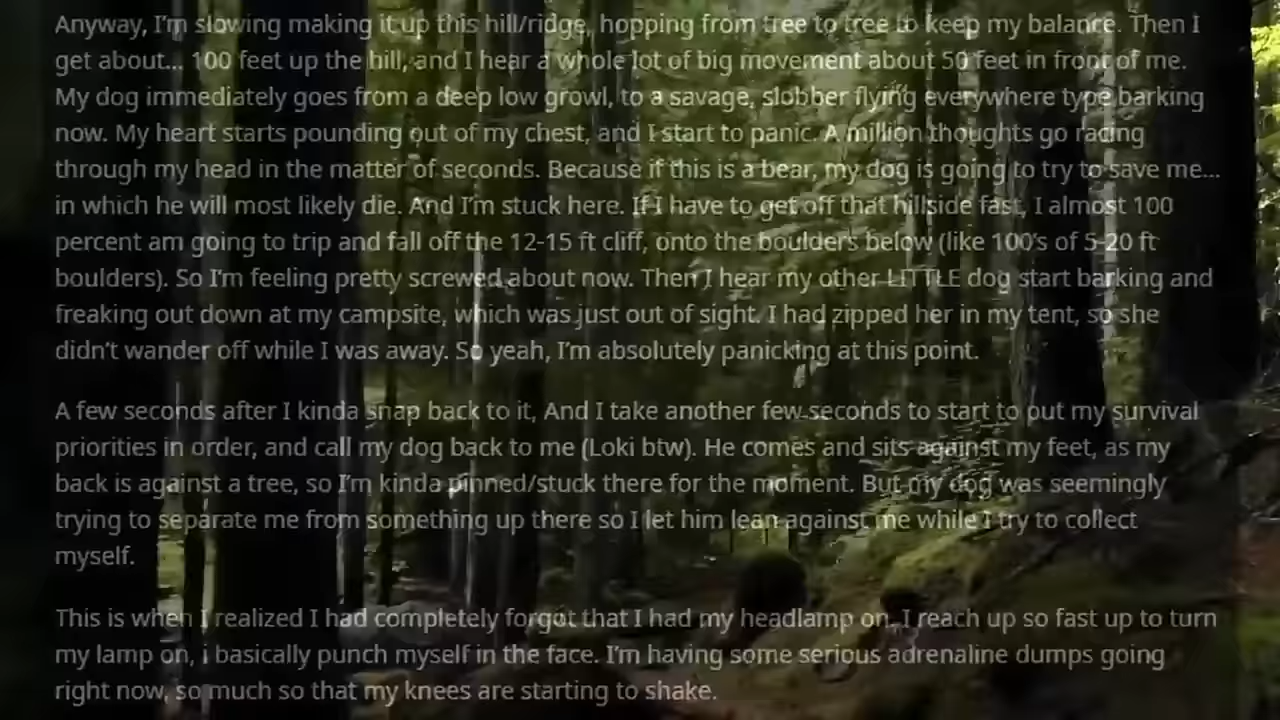 Anyway, I'm slowing making it up this hill/ridge, hopping from tree to tree to keep my balance. Then I
get about... 100 feet up the hill, and I hear a whole lot of big movement about 50 feet in front of me.
My dog immediately goes from a deep low growl, to a savage, slobber flying everywhere type barking
now. My heart starts pounding out of my chest, and I start to panic. A million thoughts go racing
through my head in the matter of seconds. Because if this is a bear, my dog is going to try to save me...
in which he will most likely die. And I'm stuck here. If I have to get off that hillside fast, I almost 100
percent am going to trip and fall off the 12-15 ft cliff, onto the boulders below (like 100's of 5-20 ft
boulders). So I'm feeling pretty screwed about now. Then I hear my other LITTLE dog start barking and
freaking out down at my campsite, which was just out of sight. I had zipped her in my tent, so she
didn't wander off while I was away. So yeah, I'm absolutely panicking at this point.
A few seconds after I kinda snap back to it, And I take another few seconds to start to put my survival
priorities in order, and call my dog back to me (Loki btw). He comes and sits against my feet, as my
back is against a tree, so I'm kinda pinned/stuck there for the moment. But my dog was seemingly
trying to separate me from something up there so I let him lean against me while I try to collect
myself.
This is when I realized I had completely forgot that I had my headlamp on. I reach up so fast up to turn
my lamp on, i basically punch myself in the face. I'm having some serious adrenaline dumps going
right now, so much so that my knees are starting to shake.